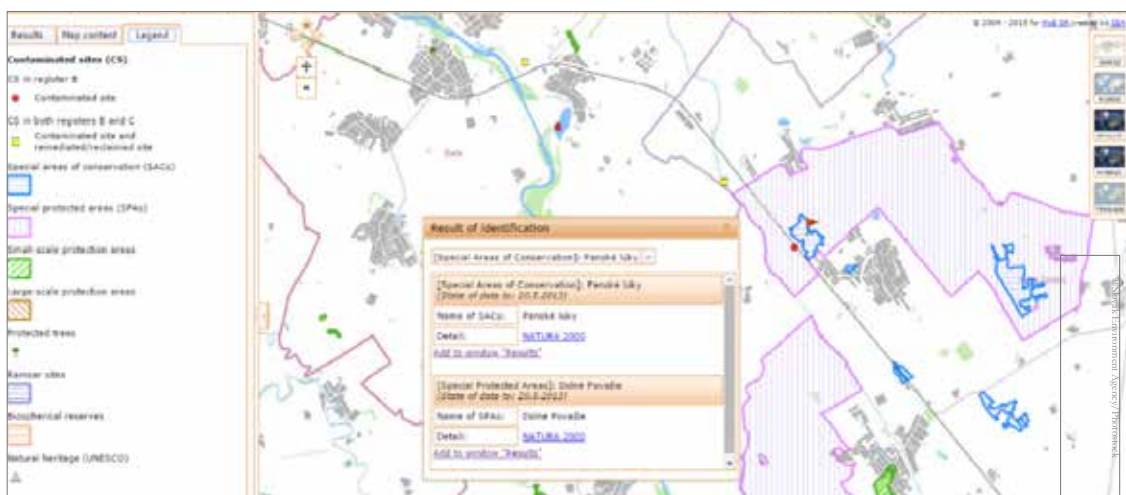 Results Map content Legend
Contaminated sites (CS)
CS in register B
Contaminated site
CS in both registers B and C
Contaminated site and
remediated/reclaimed site
Special areas of conservation (SACs)
Special protected areas (SPAs)
Small-scale protection areas
Large-scale protection areas
Protected trees
Ramsar sites
Biospherical reserves
Natural heritage (UNESCO)
Result of identification
[Special Areas of Conservation]: Panské lúky
[Special Areas of Conservation]: Panské lúky
(State of data to: 20.5.2013)
Name of SACs: Panské lúky
Detail: NATURA 2000
Add to window "Results"
[Special Protected Areas]: Dolné Považie
(State of data to: 20.5.2013)
Name of SPAs: Dolné Považie
Detail: NATURA 2000
Add to window "Results"
© Slovak Environment Agency/ Photostock